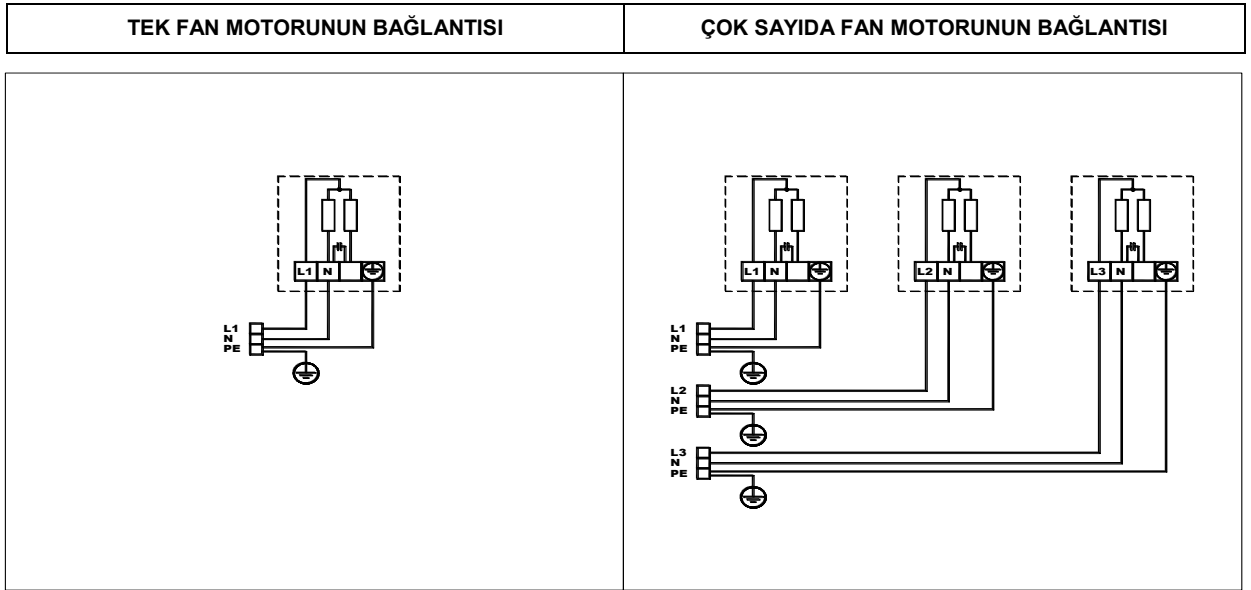 TEK FAN MOTORUNUN BAĞLANTISI
ÇOK SAYIDA FAN MOTORUNUN BAĞLANTISI
L1 N
L1
N
PE
L1 N
L2 N
L3 N
L1
N
PE
L2
N
PE
L3
N
PE